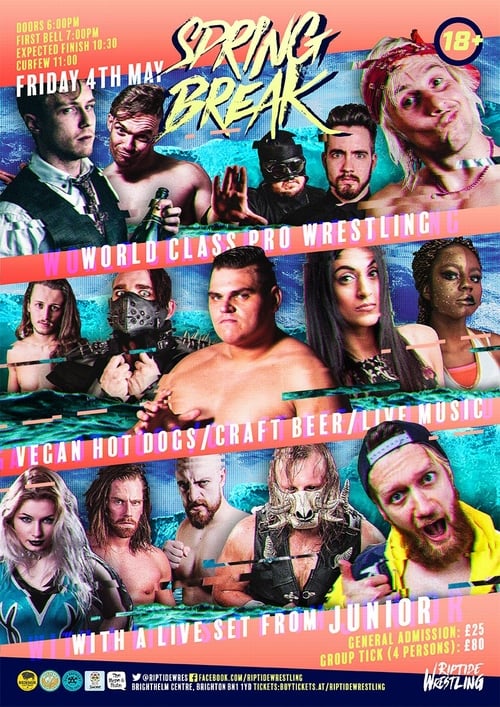 DOORS 6:00PM
FIRST BELL 7:00PM
EXPECTED FINISH 10:30
CURFEW 11:00
FRIDAY 4TH MAY
SPRING
BREAK
18+
WORLD CLASS PRO WRESTLING
VEGAN HOT DOGS/CRAFT BEER/LIVE MUSIC
WITH A LIVE SET FROM JUNIOR
GENERAL ADMISSION: £25
GROUP TICK (4 PERSONS): £80
@RIPTIDEWRES FACEBOOK.COM/RIPTIDEWRESTLING
BRIGHTHELM CENTRE, BRIGHTON BN1 1YD TICKETS:BUYTICKETS.AT/RIPTIDEWRESTLING
RIPTIDE
WRESTLING